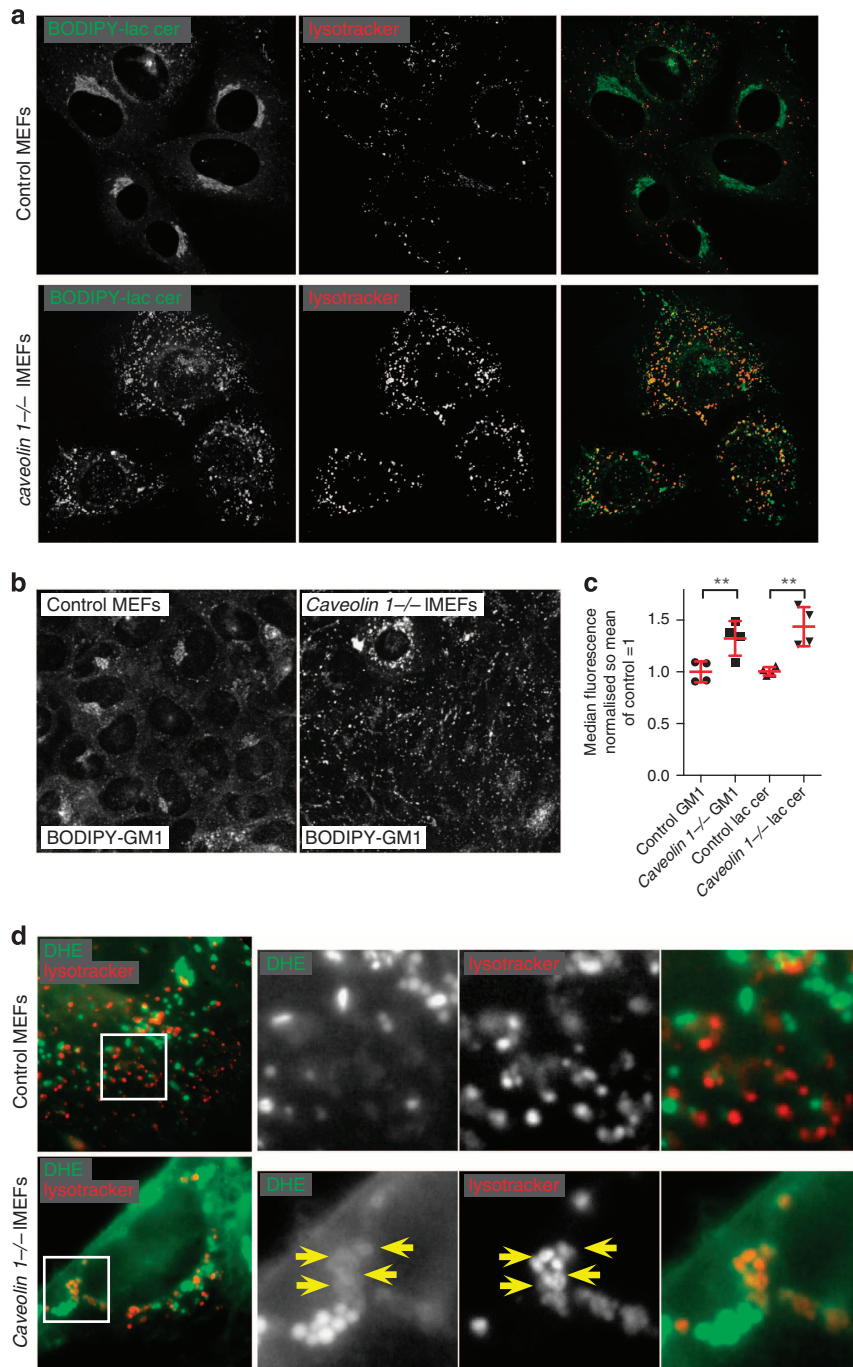 a
BODIPY-lac cer
lysotracker
Control MEFs
BODIPY-lac cer
lysotracker
caveolin 1–/– IMEFs
b
Control MEFs
Caveolin 1–/– IMEFs
BODIPY-GM1
BODIPY-GM1
c
Median fluorescence
normalised so mean
of control =1
**
**
1.5
1.0
0.5
0.0
Control GM1
Caveolin 1–/– GM1
Control lac cer
Caveolin 1–/– lac cer
d
DHE
lysotracker
DHE
lysotracker
Control MEFs
DHE
lysotracker
DHE
lysotracker
Caveolin 1–/– IMEFs